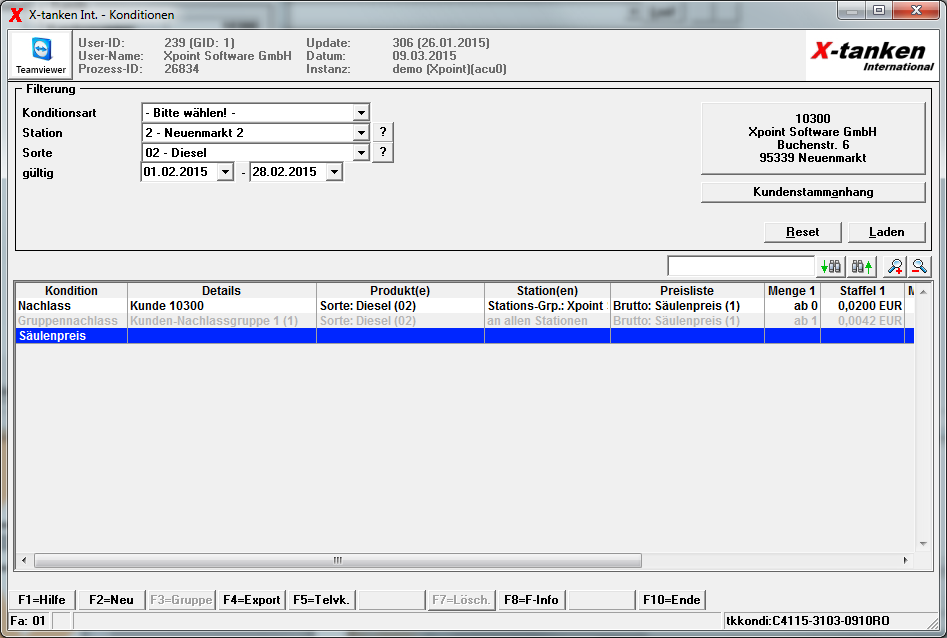 X-tanken Int. - Konditionen
Teamviewer
User-ID: 239 (GID: 1) Update: 306 (26.01.2015)
User-Name: Xpoint Software GmbH Datum: 09.03.2015
Prozess-ID: 26834 Instanz: demo (Xpoint)(acu0)
X-tanken
International
Filterung
Konditionsart - Bitte wählen! -
Station 2 - Neuenmarkt 2 ?
Sorte 02 - Diesel ?
gültig 01.02.2015 - 28.02.2015
10300
Xpoint Software GmbH
Buchenstr. 6
95339 Neuenmarkt
Kundenstammanhang
Reset Laden
Kondition Details Produkt(e) Station(en) Preisliste Menge 1 Staffel 1
Nachlass Kunde 10300 Sorte: Diesel (02) Stations-Grp.: Xpoint Brutto: Säulenpreis (1) ab 0 0,0200 EUR
Gruppennachlass Kunden-Nachlassgruppe 1 (1) Sorte: Diesel (02) an allen Stationen Brutto: Säulenpreis (1) ab 1 0,0042 EUR
Säulenpreis
F1=Hilfe F2=Neu F3=Gruppe F4=Export F5=Telvk. F7=Lösch. F8=F-Info F10=Ende
Fa: 01 tkkondi:C4115-3103-0910RO